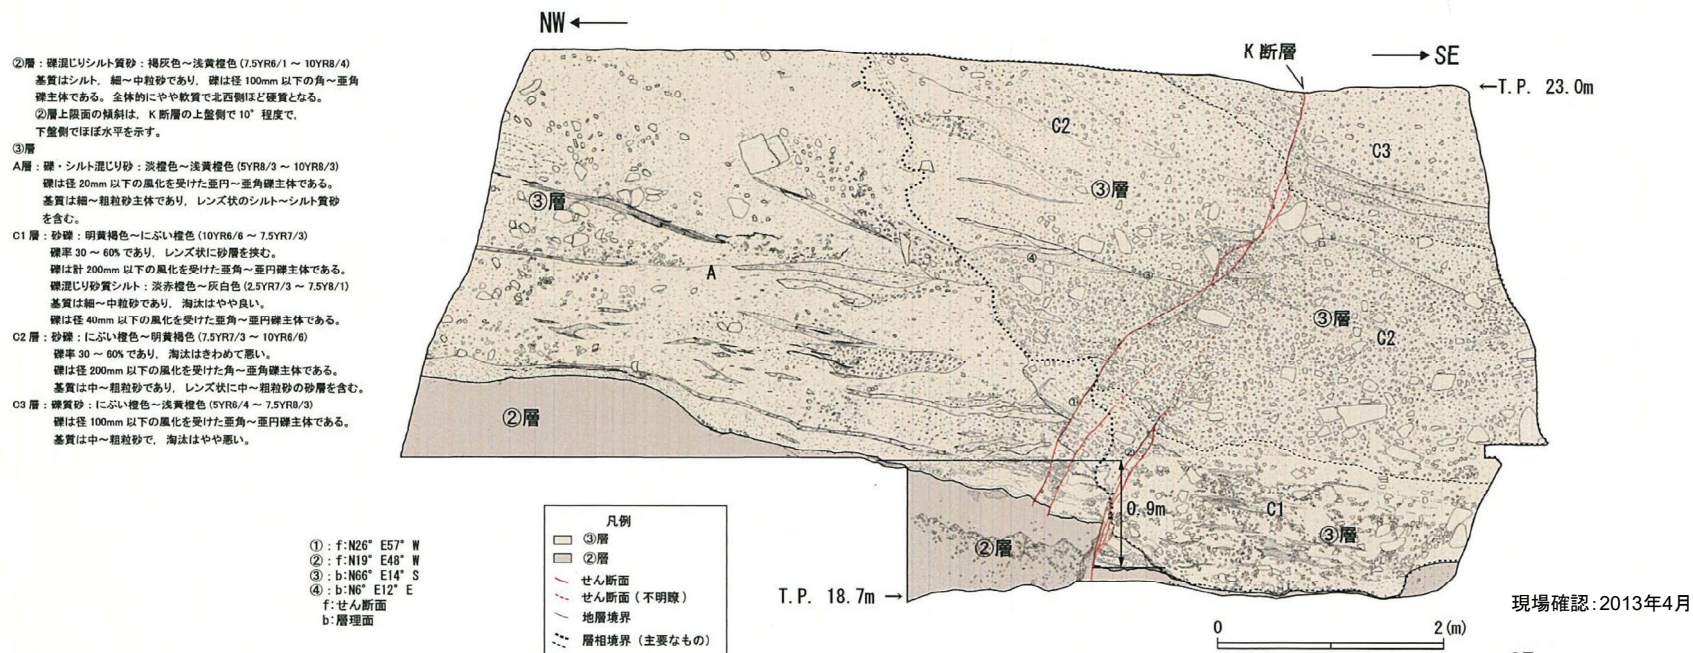 NW
②層：礫混じりシルト質砂：褐灰色～浅黄橙色(7.5YR6/1 ～ 10YR8/4)
基質はシルト，細～中粒砂であり，礫は径100mm以下の角～亜角
礫主体である。全体的にやや軟質で北西側ほど硬質となる。
②層上限面の傾斜は，K断層の上盤側で10°程度で，
下盤側でほぼ水平を示す。
③層
A層：礫・シルト混じり砂：淡橙色～浅黄橙色(5YR8/3 ～ 10YR8/3)
礫は径20mm以下の風化を受けた亜円～亜角礫主体である。
基質は細～粗粒砂主体であり，レンズ状のシルト～シルト質砂
を含む。
C1層：砂礫：明黄褐色～にぶい橙色(10YR6/6 ～ 7.5YR7/3)
礫率30～60%であり，レンズ状に砂層を挟む。
礫は計200mm以下の風化を受けた亜角～亜円礫主体である。
礫混じり砂質シルト：淡赤橙色～灰白色(2.5YR7/3 ～ 7.5Y8/1)
基質は細～中粒砂であり，淘汰はやや良い。
礫は径40mm以下の風化を受けた亜角～亜円礫主体である。
C2層：砂礫：にぶい橙色～明黄褐色(7.5YR7/3 ～ 10YR6/6)
礫率30～60%であり，淘汰はきわめて悪い。
礫は径200mm以下の風化を受けた角～亜角礫主体である。
基質は中～粗粒砂であり，レンズ状に中～粗粒砂の砂層を含む。
C3層：礫質砂：にぶい橙色～浅黄橙色(5YR6/4 ～ 7.5YR8/3)
礫は径100mm以下の風化を受けた亜角～亜円礫主体である。
基質は中～粗粒砂で，淘汰はやや悪い。
K断層
SE
T.P. 23.0m
C2
C3
③層
③層
④
③
A
③層
C2
①
②層
②
0.9m
C1
③層
②層
T.P. 18.7m
①：f:N26°E57°W
②：f:N19°E48°W
③：b:N66°E14°S
④：b:N6°E12°E
f:せん断面
b:層理面
凡例
③層
②層
せん断面
せん断面(不明瞭)
地層境界
層相境界(主要なもの)
現場確認：2013年4月
0 2(m)